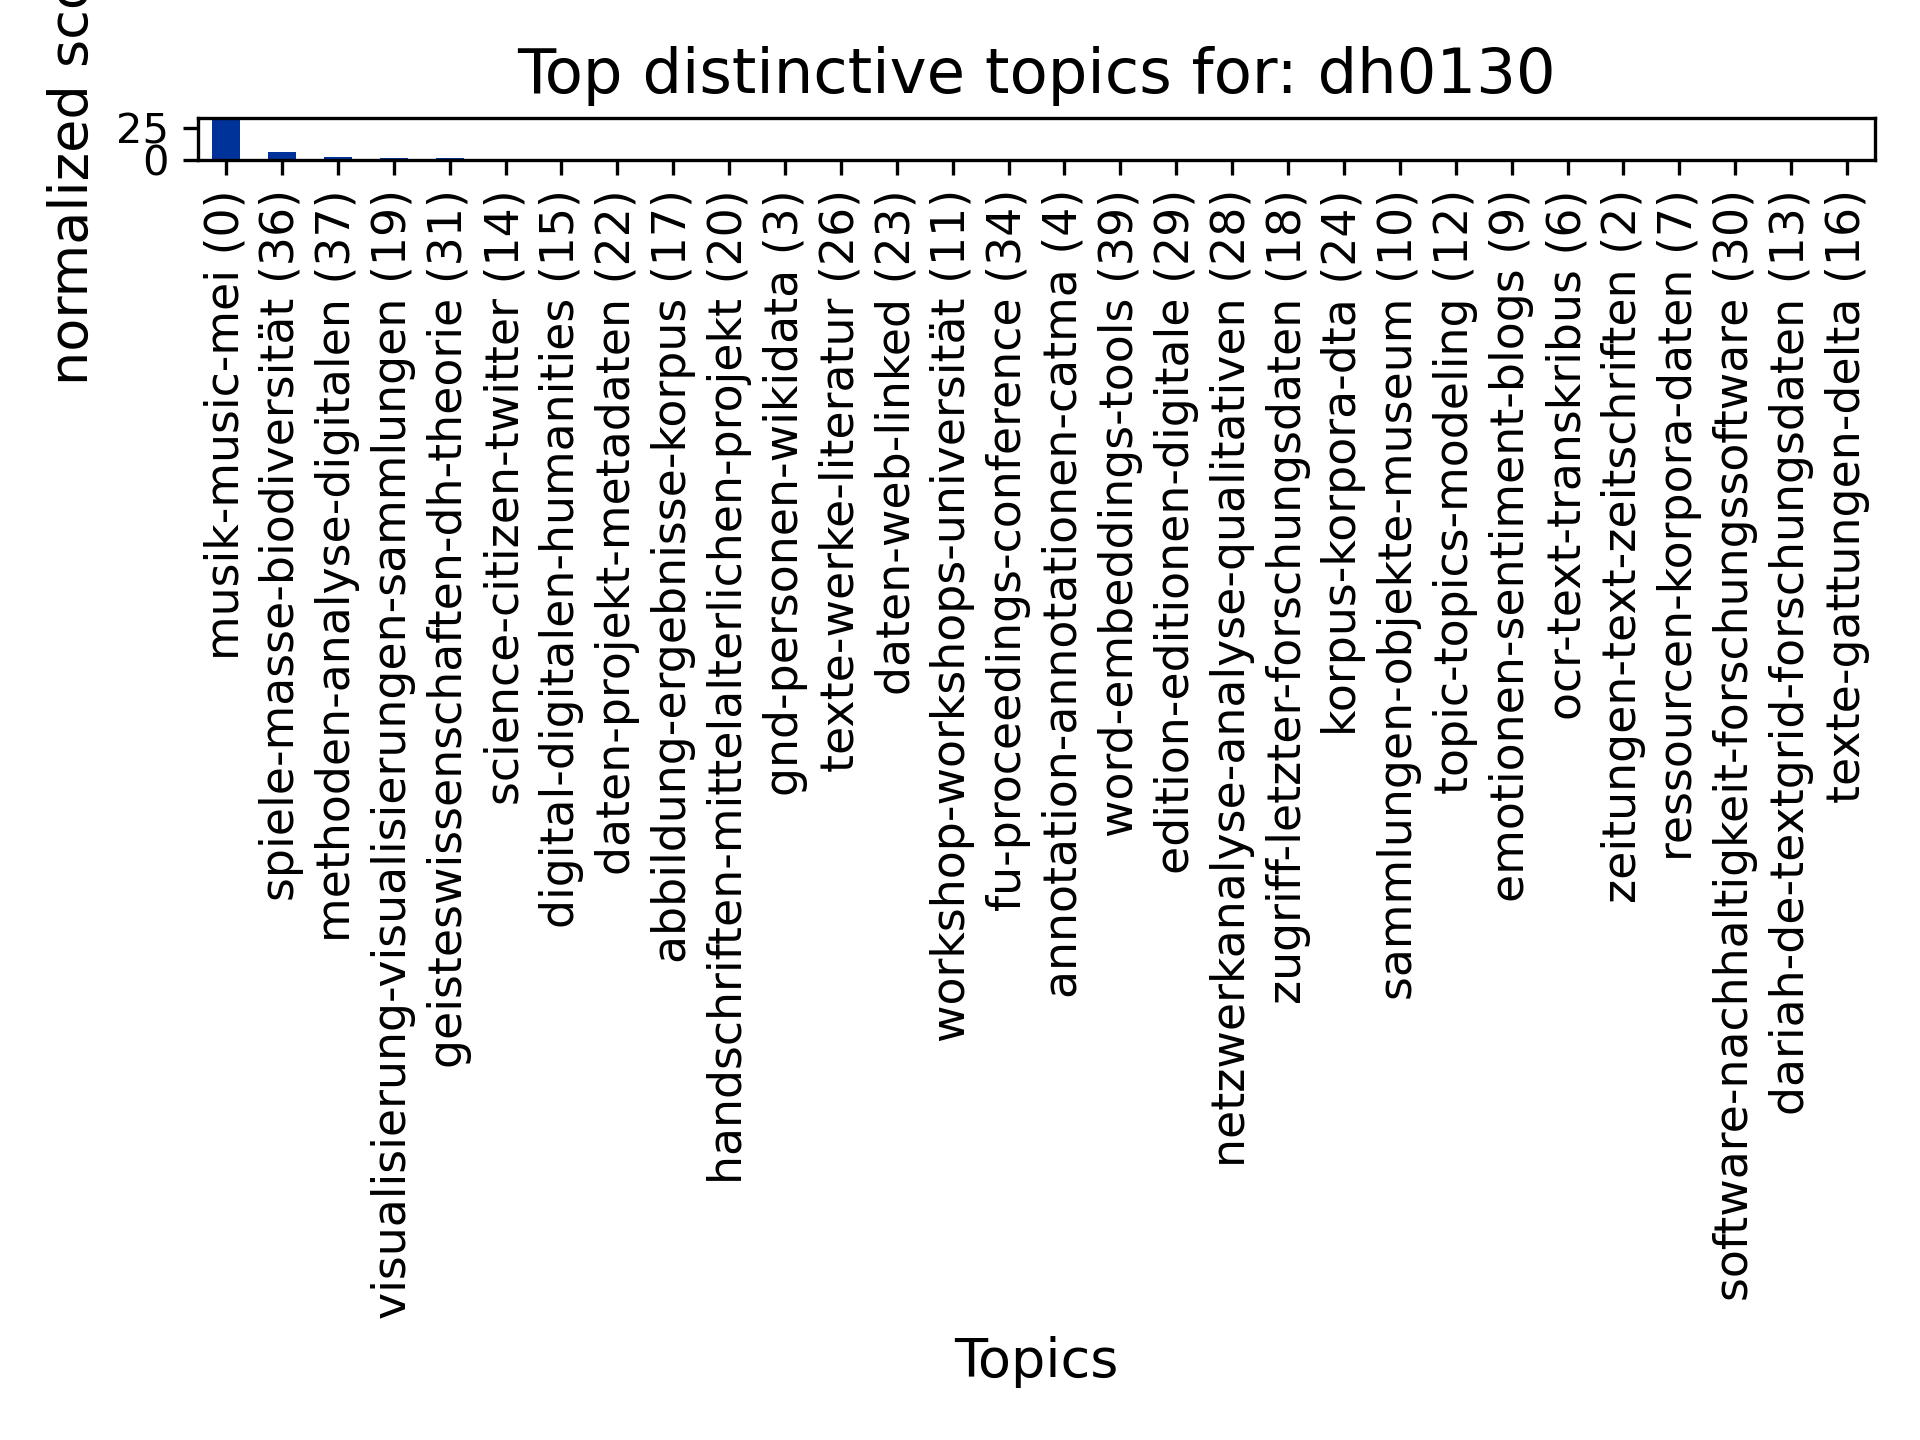 Top distinctive topics for: dh0130
normalized sco
25
0
musik-music-mei (0)
spiele-masse-biodiversität (36)
methoden-analyse-digitalen (37)
visualisierung-visualisierungen-sammlungen (19)
geisteswissenschaften-dh-theorie (31)
science-citizen-twitter (14)
digital-digitalen-humanities (15)
daten-projekt-metadaten (22)
abbildung-ergebnisse-korpus (17)
handschriften-mittelalterlichen-projekt (20)
gnd-personen-wikidata (3)
texte-werke-literatur (26)
daten-web-linked (23)
workshop-workshops-universität (11)
fu-proceedings-conference (34)
annotation-annotationen-catma (4)
word-embeddings-tools (39)
edition-editionen-digitale (29)
netzwerkanalyse-analyse-qualitativen (28)
zugriff-letzter-forschungsdaten (18)
korpus-korpora-dta (24)
sammlungen-objekte-museum (10)
topic-topics-modeling (12)
emotionen-sentiment-blogs (9)
ocr-text-transkribus (6)
zeitungen-text-zeitschriften (2)
ressourcen-korpora-daten (7)
software-nachhaltigkeit-forschungssoftware (30)
dariah-de-textgrid-forschungsdaten (13)
texte-gattungen-delta (16)
Topics